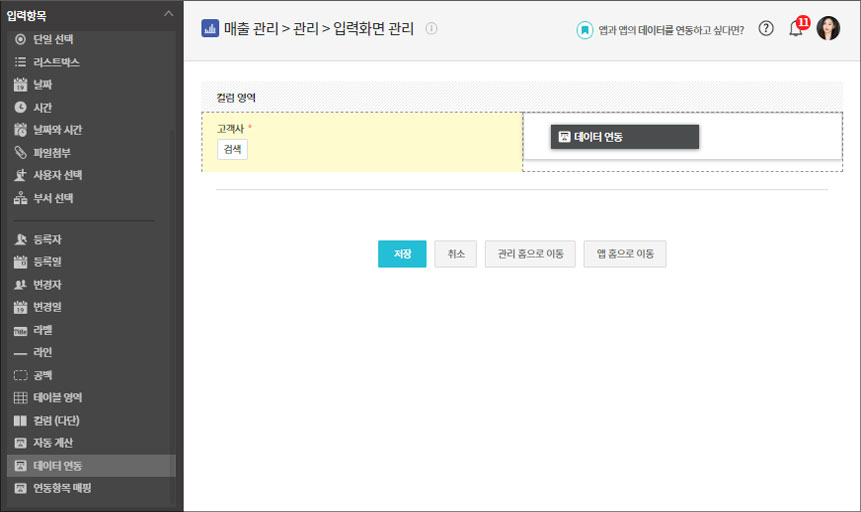 입력항목
단일 선택
리스트박스
날짜
시간
날짜와 시간
파일첨부
사용자 선택
부서 선택
등록자
등록일
변경자
변경일
라벨
라인
공백
테이블 영역
컬럼 (다단)
자동 계산
데이터 연동
연동항목 매핑
매출 관리 > 관리 > 입력화면 관리
앱과 앱의 데이터를 연동하고 싶다면?
11
컬럼 영역
고객사 *
검색
데이터 연동
저장
취소
관리 홈으로 이동
앱 홈으로 이동